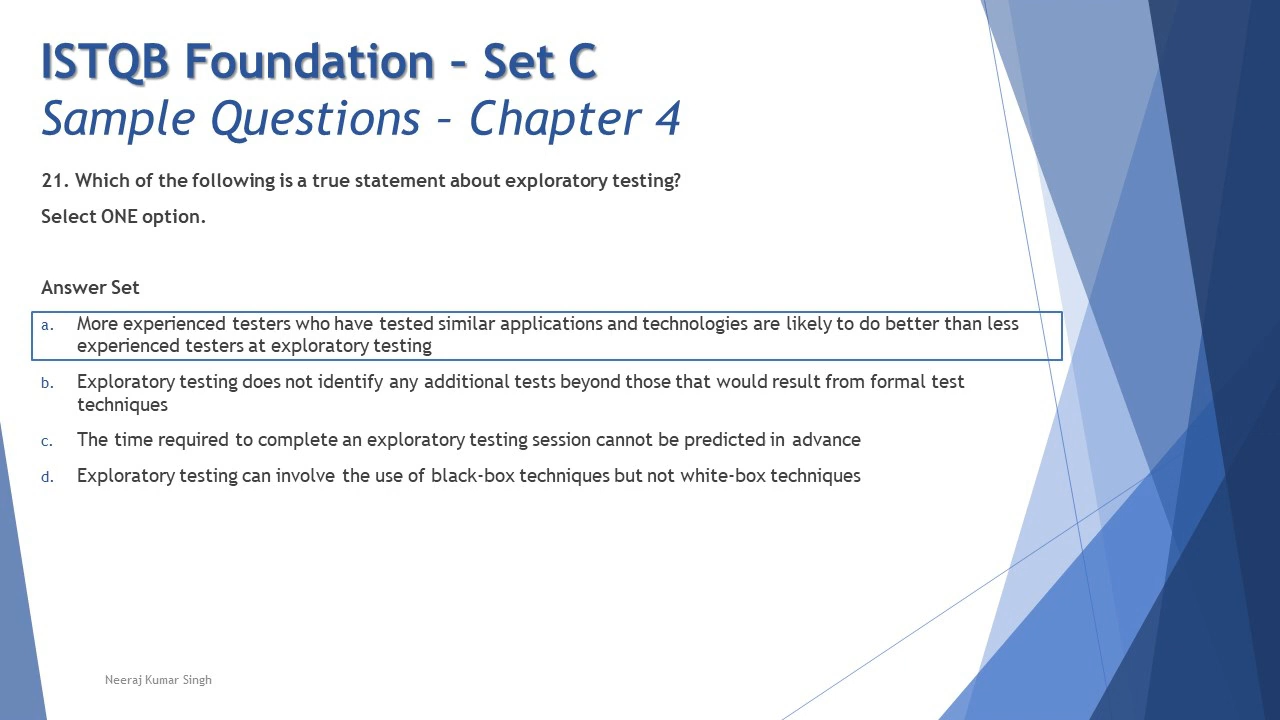 ISTQB Foundation – Set C
Sample Questions – Chapter 4
21. Which of the following is a true statement about exploratory testing?
Select ONE option.
Answer Set
a. More experienced testers who have tested similar applications and technologies are likely to do better than less
experienced testers at exploratory testing
b. Exploratory testing does not identify any additional tests beyond those that would result from formal test
techniques
c. The time required to complete an exploratory testing session cannot be predicted in advance
d. Exploratory testing can involve the use of black-box techniques but not white-box techniques
Neeraj Kumar Singh